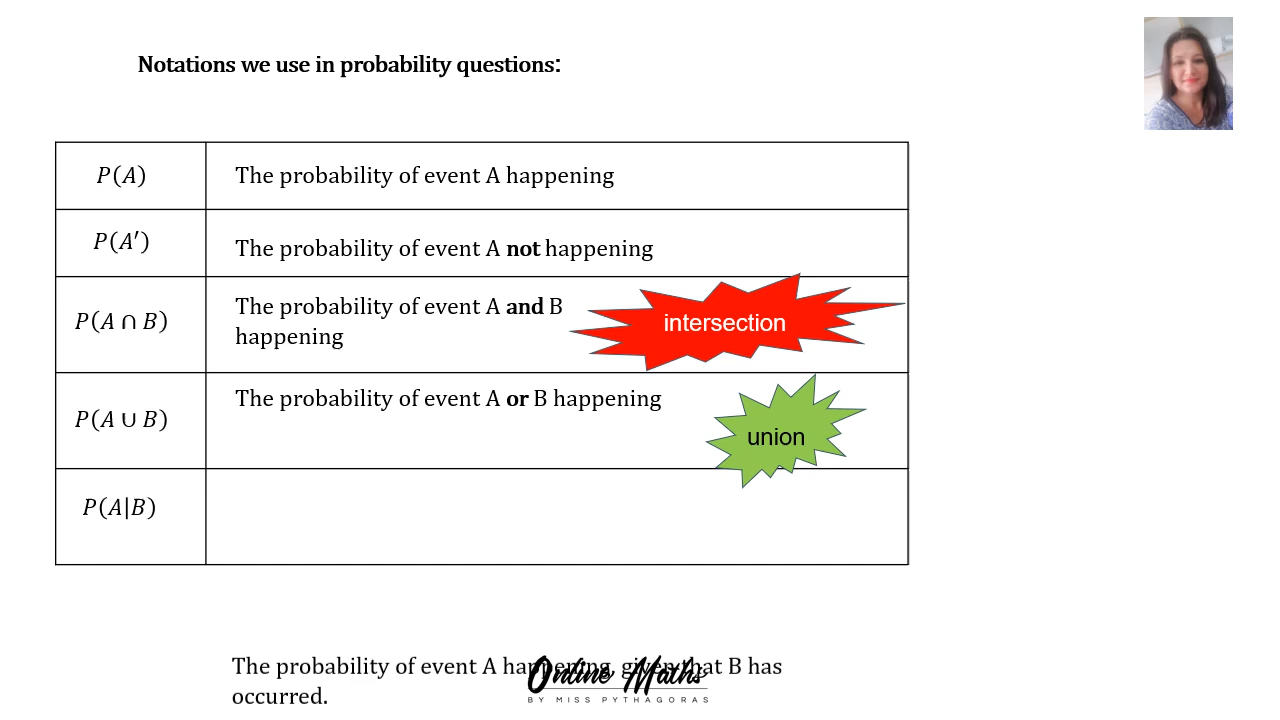 Notations we use in probability questions:
P(A)
The probability of event A happening
P(A′)
The probability of event A not happening
P(A ∩ B)
The probability of event A and B
happening
intersection
P(A ∪ B)
The probability of event A or B happening
union
P(A|B)
The probability of event A happening, given that B has
occurred.
Online Maths
BY MISS PYTHAGORAS